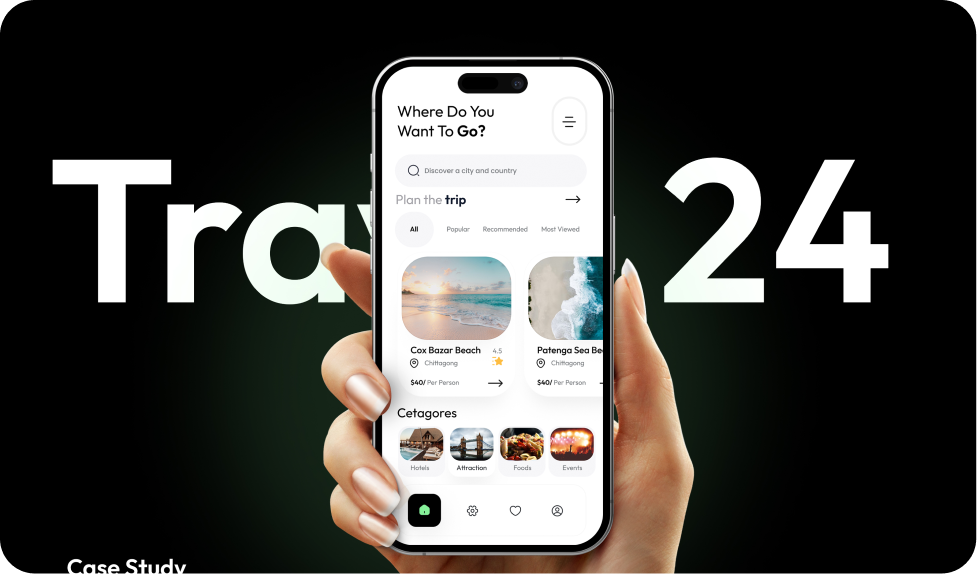 Where Do You
Want To Go?
Discover a city and country
Plan the trip
All Popular Recommended Most Viewed
Tra 24
Cox Bazar Beach 4.5
Chittagong
$40/ Per Person
Patenga Sea Be
Chittagong
$40/ Per Person
Cetagores
Hotels Attraction Foods Events
Case Study